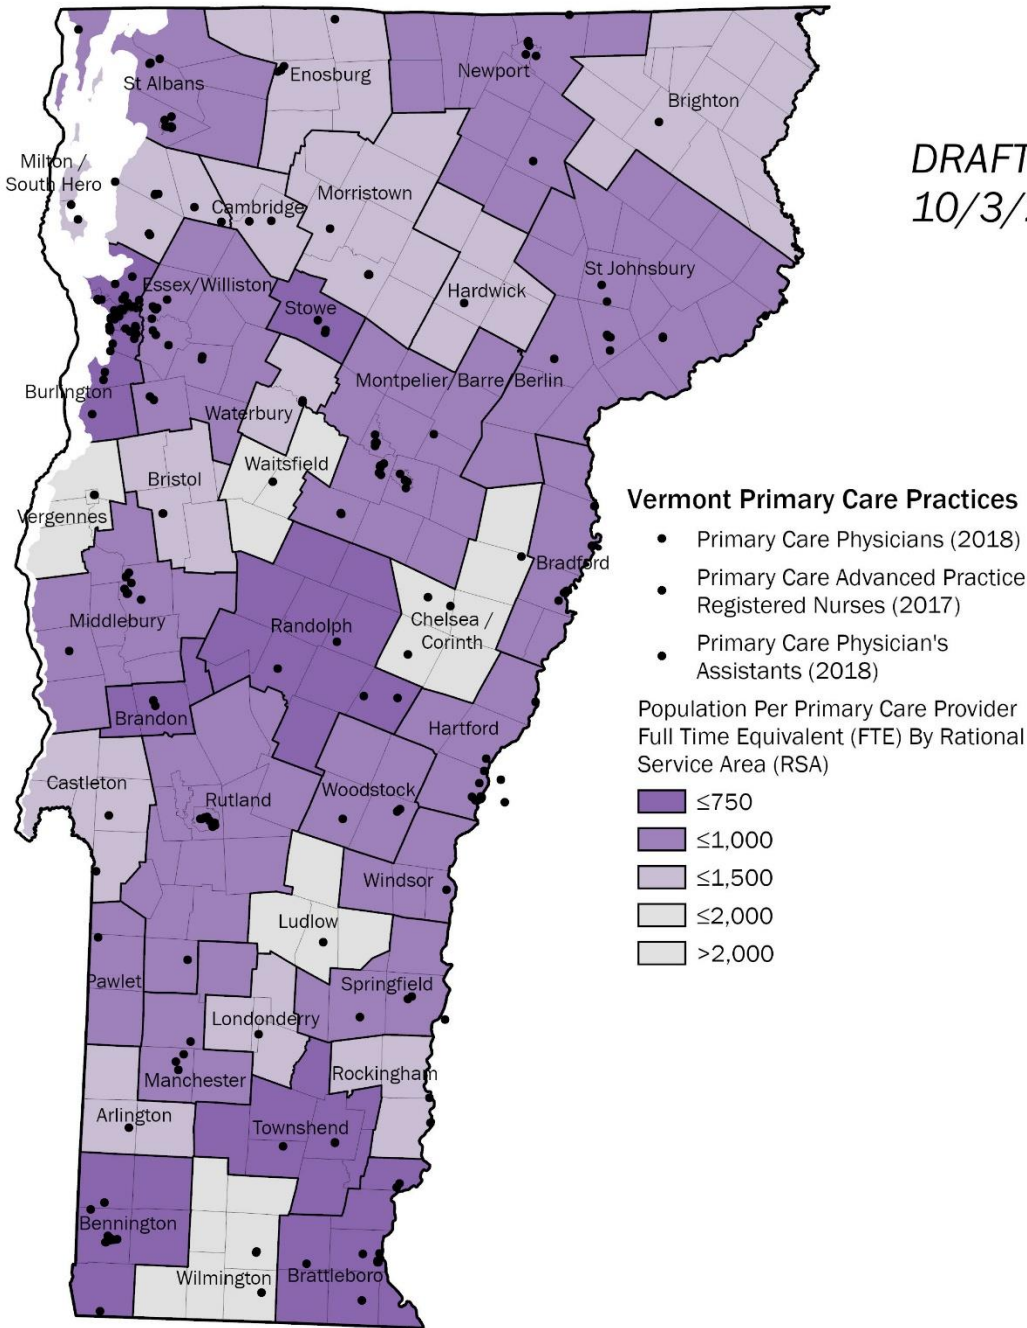 Enosburg
Newport
St Albans
Brighton
DRAFT
10/3/
Milton /
South Hero
Morristown
Cambridge
St Johnsbury
Essex/Williston
Hardwick
Stowe
Montpelier/Barre/Berlin
Burlington
Waterbury
Waitsfield
Bristol
Vergennes
Vermont Primary Care Practices
Primary Care Physicians (2018)
Primary Care Advanced Practice
Registered Nurses (2017)
Primary Care Physician's
Assistants (2018)
Population Per Primary Care Provider
Full Time Equivalent (FTE) By Rational
Service Area (RSA)
≤750
≤1,000
≤1,500
≤2,000
>2,000
Bradford
Middlebury
Randolph
Chelsea /
Corinth
Brandon
Hartford
Castleton
Rutland
Woodstock
Windsor
Ludlow
Pawlet
Springfield
Londonderry
Manchester
Rockingham
Arlington
Townshend
Bennington
Wilmington
Brattleboro